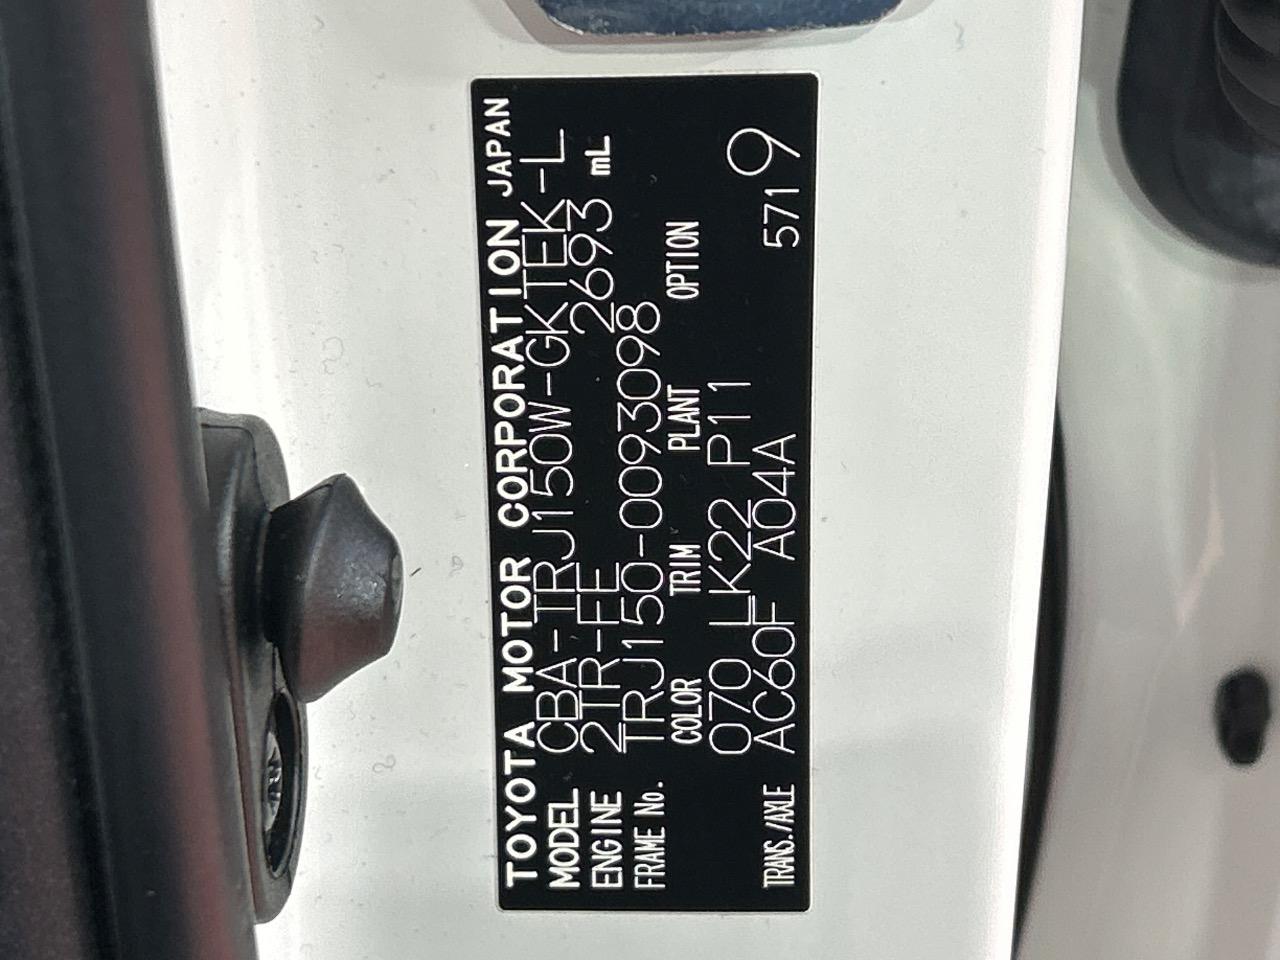 TOYOTA MOTOR CORPORATION JAPAN
MODEL CBA-TRJ150W-GKTEK-L
ENGINE 2TR-FE 2693 mL
FRAME No. TRJ150-0093098
COLOR TRIM PLANT OPTION
070 LK22 P11 9
TRANS./AXLE AC60F A04A 571